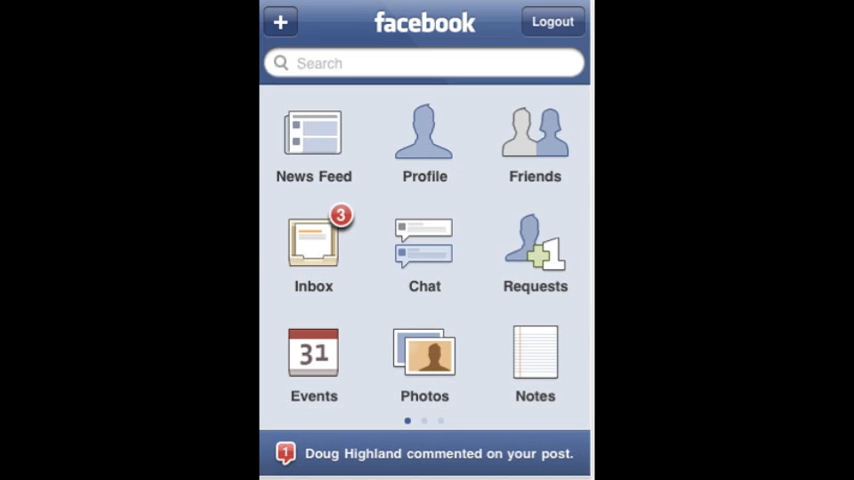 + facebook Logout
Search
News Feed Profile Friends
3
Inbox Chat Requests
31
Events Photos Notes
1 Doug Highland commented on your post.